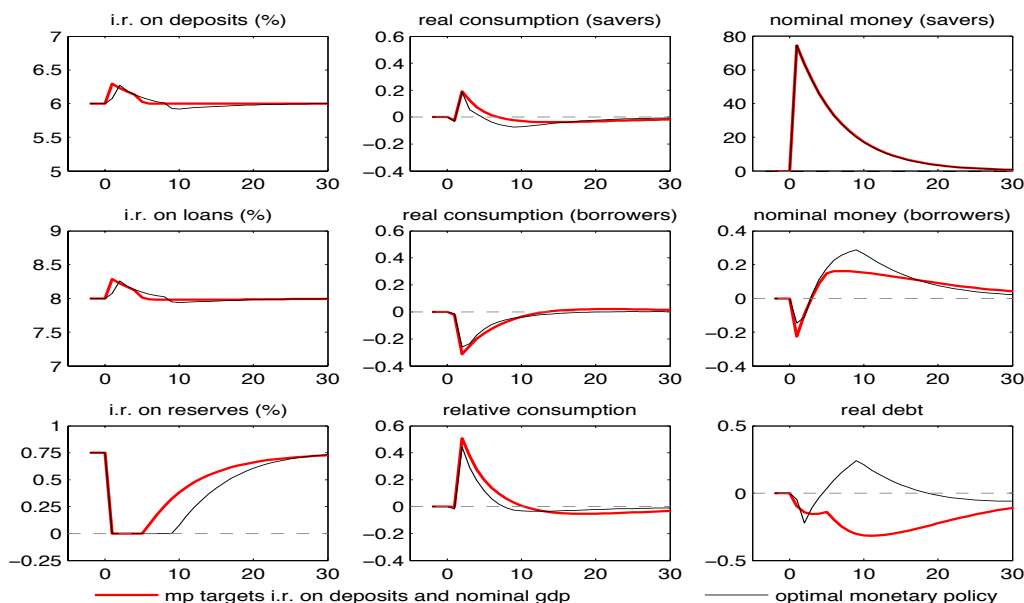 i.r. on deposits (%)
real consumption (savers)
nominal money (savers)
7
6.5
6
5.5
5
0 10 20 30
0.6
0.4
0.2
0
−0.2
−0.4
0 10 20 30
80
60
40
20
0
0 10 20 30
i.r. on loans (%)
real consumption (borrowers)
nominal money (borrowers)
9
8.5
8
7.5
7
0 10 20 30
0.6
0.4
0.2
0
−0.2
−0.4
0 10 20 30
0.4
0.2
0
−0.2
−0.4
0 10 20 30
i.r. on reserves (%)
relative consumption
real debt
1
0.75
0.5
0.25
0
−0.25
0 10 20 30
0.6
0.4
0.2
0
−0.2
−0.4
0 10 20 30
0.5
0
−0.5
0 10 20 30
mp targets i.r. on deposits and nominal gdp
optimal monetary policy